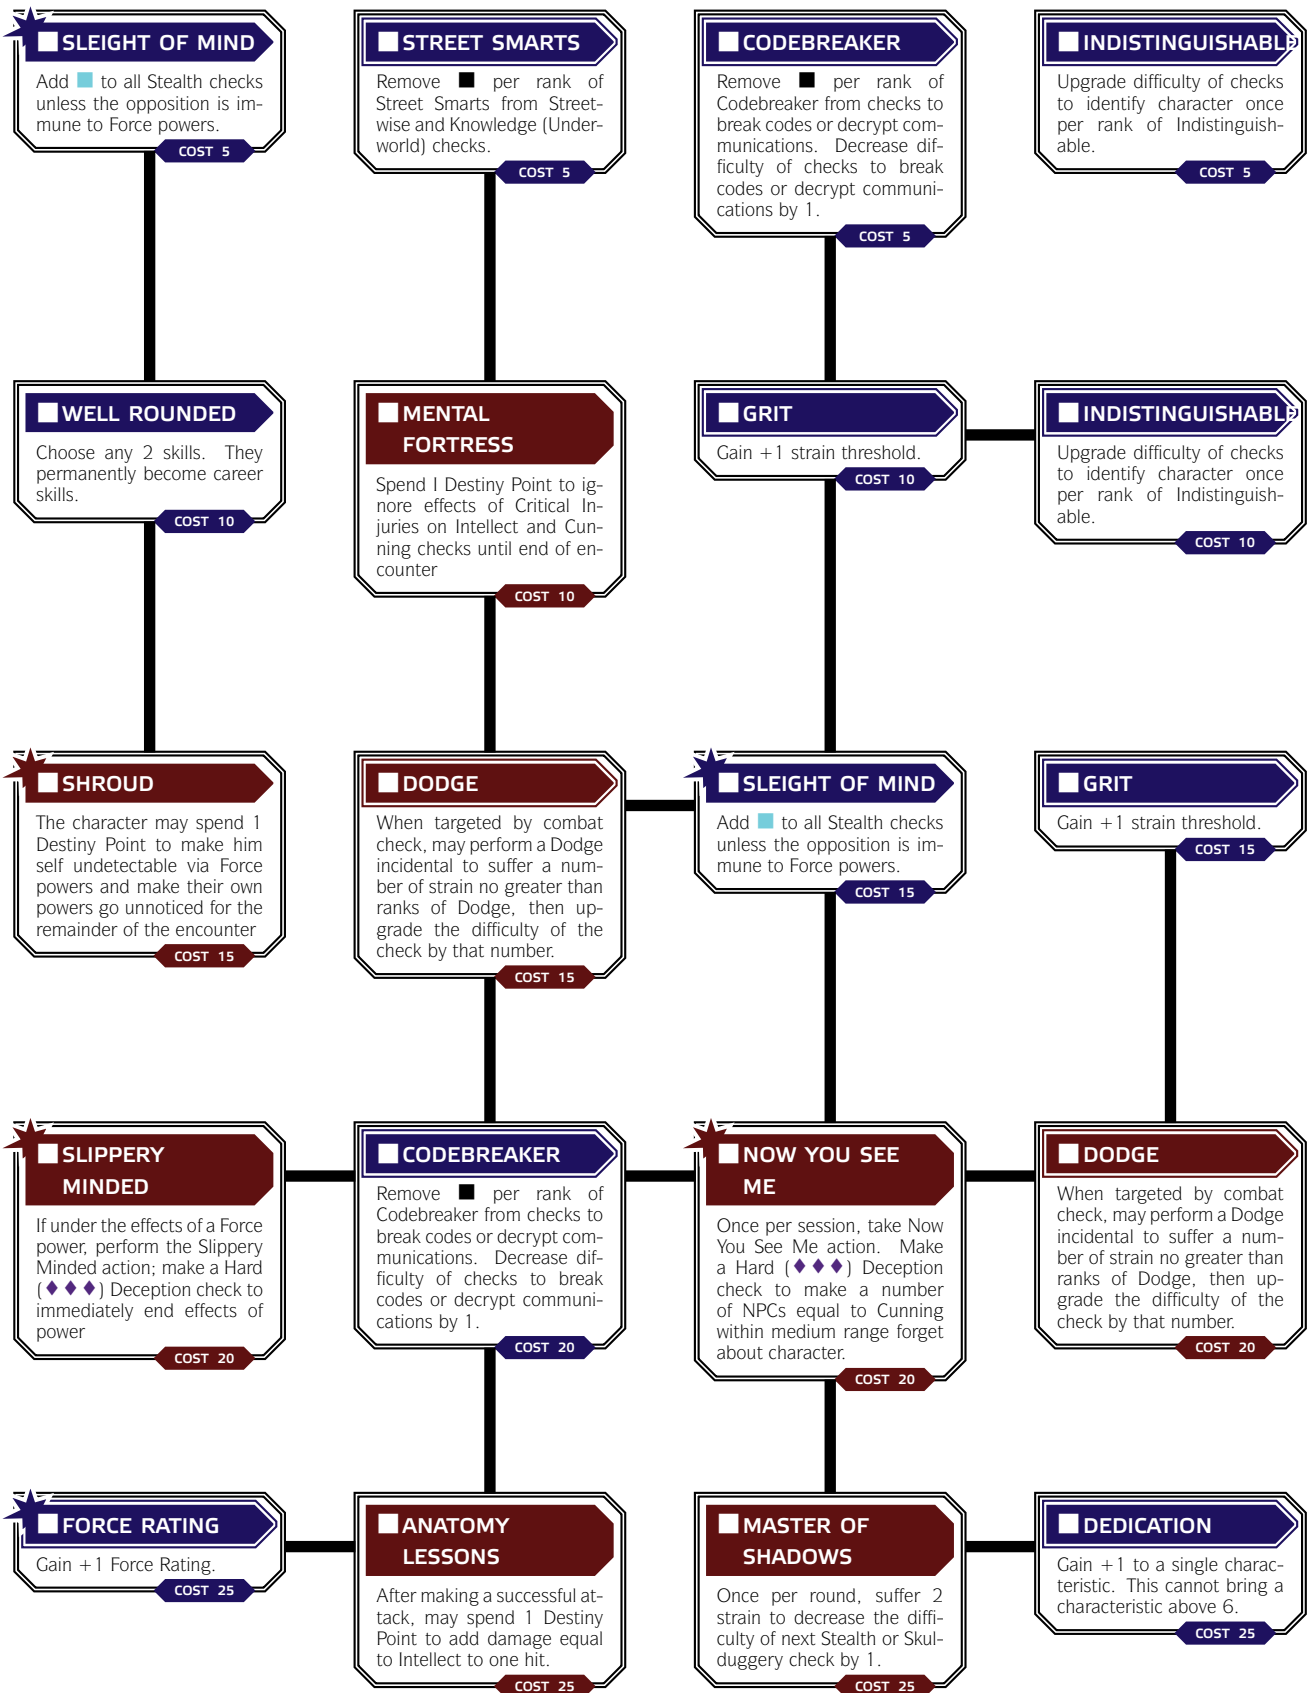 SLEIGHT OF MIND
Add to all Stealth checks
unless the opposition is im-
mune to Force powers.
COST 5
STREET SMARTS
Remove per rank of
Street Smarts from Street-
wise and Knowledge (Under-
world) checks.
COST 5
CODEBREAKER
Remove per rank of
Codebreaker from checks to
break codes or decrypt com-
munications. Decrease dif-
ficulty of checks to break
codes or decrypt communi-
cations by 1.
COST 5
INDISTINGUISHABLE
Upgrade difficulty of checks
to identify character once
per rank of Indistinguish-
able.
COST 5
WELL ROUNDED
Choose any 2 skills. They
permanently become career
skills.
COST 10
MENTAL
FORTRESS
Spend I Destiny Point to ig-
nore effects of Critical In-
juries on Intellect and Cun-
ning checks until end of en-
counter
COST 10
GRIT
Gain +1 strain threshold.
COST 10
INDISTINGUISHABLE
Upgrade difficulty of checks
to identify character once
per rank of Indistinguish-
able.
COST 10
SHROUD
The character may spend 1
Destiny Point to make him
self undetectable via Force
powers and make their own
powers go unnoticed for the
remainder of the encounter
COST 15
DODGE
When targeted by combat
check, may perform a Dodge
incidental to suffer a num-
ber of strain no greater than
ranks of Dodge, then up-
grade the difficulty of the
check by that number.
COST 15
SLEIGHT OF MIND
Add to all Stealth checks
unless the opposition is im-
mune to Force powers.
COST 15
GRIT
Gain +1 strain threshold.
COST 15
SLIPPERY
MINDED
If under the effects of a Force
power, perform the Slippery
Minded action; make a Hard
(♦♦♦) Deception check to
immediately end effects of
power
COST 20
CODEBREAKER
Remove per rank of
Codebreaker from checks to
break codes or decrypt com-
munications. Decrease dif-
ficulty of checks to break
codes or decrypt communi-
cations by 1.
COST 20
NOW YOU SEE
ME
Once per session, take Now
You See Me action. Make
a Hard (♦♦♦) Deception
check to make a number
of NPCs equal to Cunning
within medium range forget
about character.
COST 20
DODGE
When targeted by combat
check, may perform a Dodge
incidental to suffer a num-
ber of strain no greater than
ranks of Dodge, then up-
grade the difficulty of the
check by that number.
COST 20
FORCE RATING
Gain +1 Force Rating.
COST 25
ANATOMY
LESSONS
After making a successful at-
tack, may spend 1 Destiny
Point to add damage equal
to Intellect to one hit.
COST 25
MASTER OF
SHADOWS
Once per round, suffer 2
strain to decrease the diffi-
culty of next Stealth or Skul-
duggery check by 1.
COST 25
DEDICATION
Gain +1 to a single charac-
teristic. This cannot bring a
characteristic above 6.
COST 25